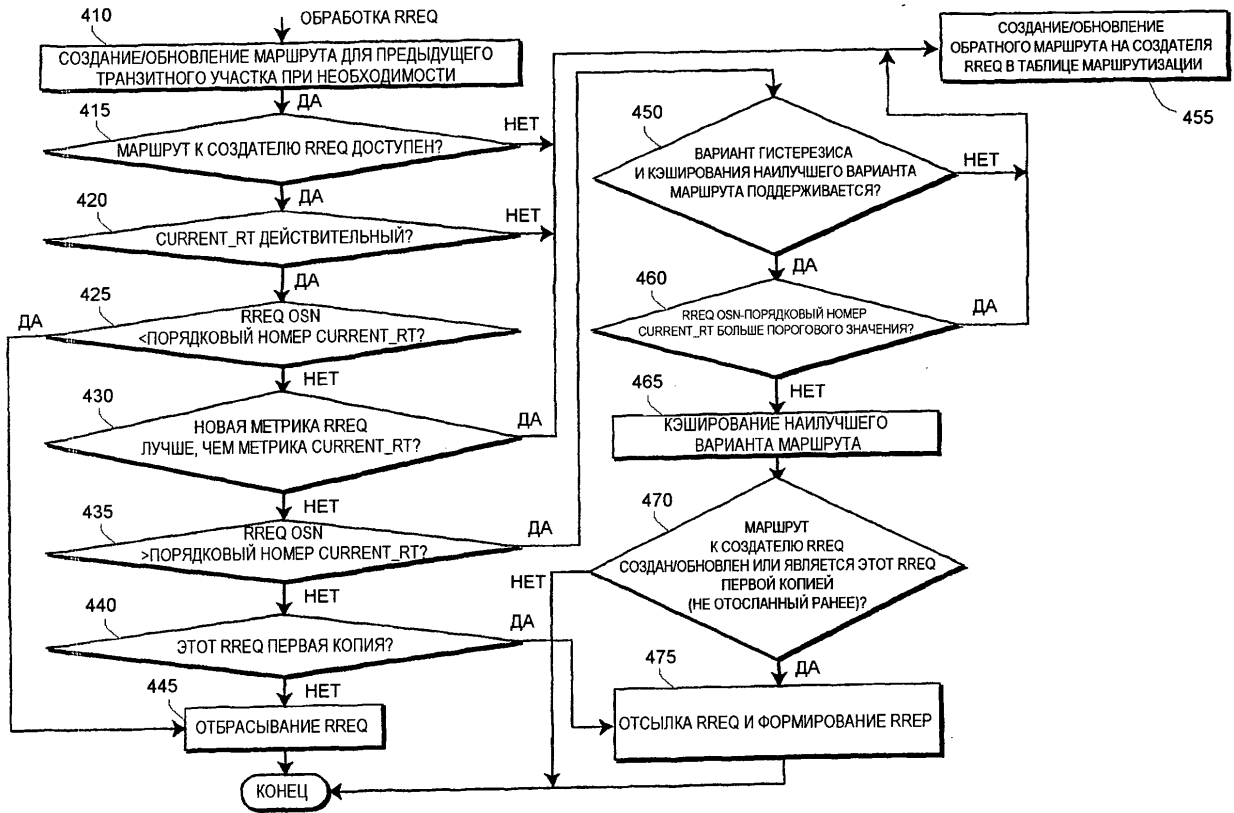 410
ОБРАБОТКА RREQ
СОЗДАНИЕ/ОБНОВЛЕНИЕ МАРШРУТА ДЛЯ ПРЕДЫДУЩЕГО
ТРАНЗИТНОГО УЧАСТКА ПРИ НЕОБХОДИМОСТИ
ДА
415
МАРШРУТ К СОЗДАТЕЛЮ RREQ ДОСТУПЕН?
НЕТ
ДА
420
CURRENT_RT ДЕЙСТВИТЕЛЬНЫЙ?
НЕТ
ДА
ДА
425
RREQ OSN
<ПОРЯДКОВЫЙ НОМЕР CURRENT_RT?
НЕТ
430
НОВАЯ МЕТРИКА RREQ
ЛУЧШЕ, ЧЕМ МЕТРИКА CURRENT_RT?
ДА
НЕТ
435
RREQ OSN
>ПОРЯДКОВЫЙ НОМЕР CURRENT_RT?
ДА
НЕТ
440
ЭТОТ RREQ ПЕРВАЯ КОПИЯ?
ДА
НЕТ
445
ОТБРАСЫВАНИЕ RREQ
КОНЕЦ
СОЗДАНИЕ/ОБНОВЛЕНИЕ
ОБРАТНОГО МАРШРУТА НА СОЗДАТЕЛЯ
RREQ В ТАБЛИЦЕ МАРШРУТИЗАЦИИ
455
450
ВАРИАНТ ГИСТЕРЕЗИСА
И КЭШИРОВАНИЯ НАИЛУЧШЕГО ВАРИАНТА
МАРШРУТА ПОДДЕРЖИВАЕТСЯ?
НЕТ
ДА
460
RREQ OSN-ПОРЯДКОВЫЙ НОМЕР
CURRENT_RT БОЛЬШЕ ПОРОГОВОГО ЗНАЧЕНИЯ?
ДА
НЕТ
465
КЭШИРОВАНИЕ НАИЛУЧШЕГО
ВАРИАНТА МАРШРУТА
470
МАРШРУТ
К СОЗДАТЕЛЮ RREQ
СОЗДАН/ОБНОВЛЕН ИЛИ ЯВЛЯЕТСЯ ЭТОТ RREQ
ПЕРВОЙ КОПИЕЙ
(НЕ ОТОСЛАННЫЙ РАНЕЕ)?
НЕТ
ДА
475
ОТСЫЛКА RREQ И ФОРМИРОВАНИЕ RREP